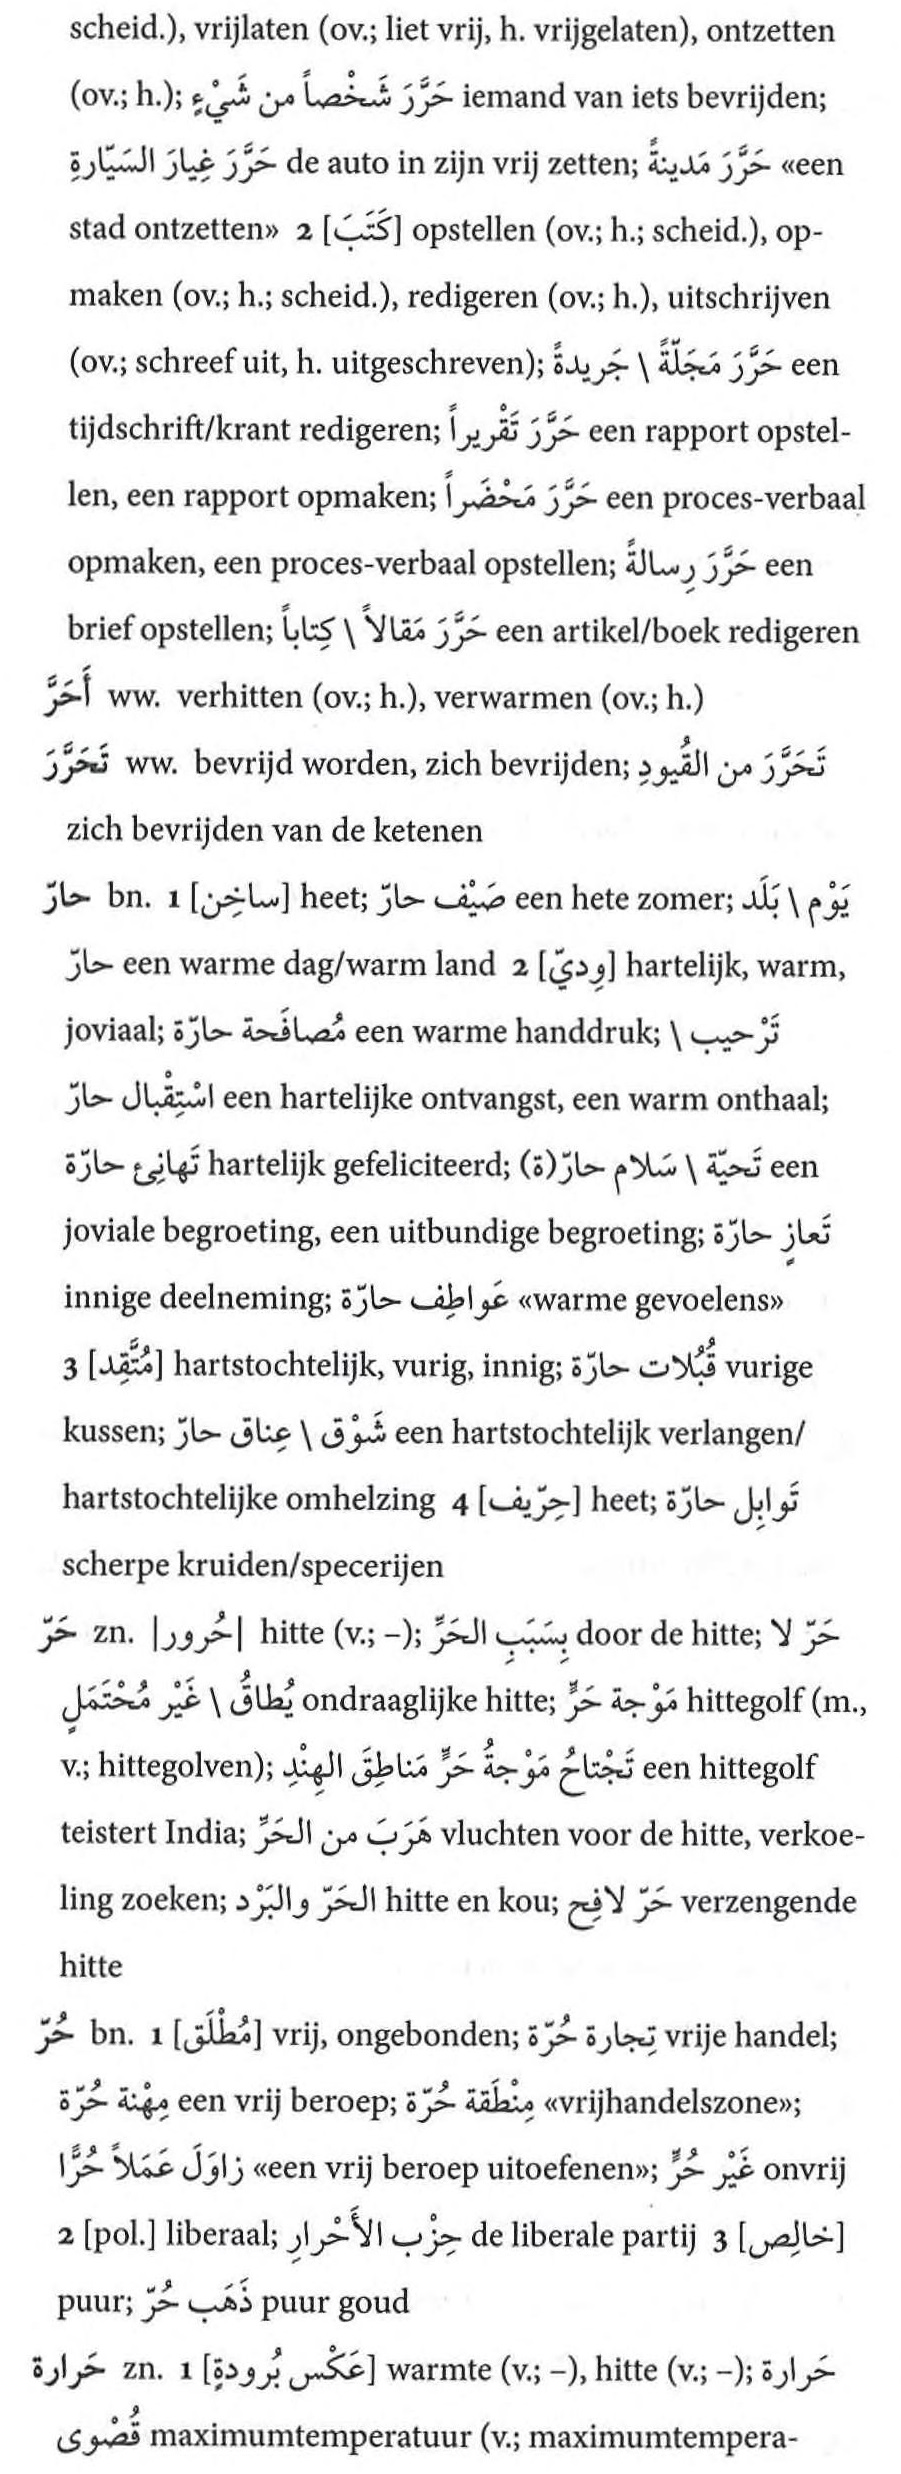 scheid.), vrijlaten (ov.; liet vrij, h. vrijgelaten), ontzetten
(ov.; h.); حَرَّرَ شَخْصاً من شَيْءٍ iemand van iets bevrijden;
حَرَّرَ غِيارَ السَيّارةِ de auto in zijn vrij zetten; حَرَّرَ مَدينةً «een
stad ontzetten» 2 [كَتَبَ] opstellen (ov.; h.; scheid.), op-
maken (ov.; h.; scheid.), redigeren (ov.; h.), uitschrijven
(ov.; schreef uit, h. uitgeschreven); حَرَّرَ مَجَلّةً \ جَريدةً een
tijdschrift/krant redigeren; حَرَّرَ تَقْريراً een rapport opstel-
len, een rapport opmaken; حَرَّرَ مَحْضَراً een proces-verbaal
opmaken, een proces-verbaal opstellen; حَرَّرَ رِسالةً een
brief opstellen; حَرَّرَ مَقالاً \ كِتاباً een artikel/boek redigeren
أَحَرَّ ww. verhitten (ov.; h.), verwarmen (ov.; h.)
تَحَرَّرَ ww. bevrijd worden, zich bevrijden; تَحَرَّرَ من القُيودِ
zich bevrijden van de ketenen
حارّ bn. 1 [ساخِن] heet; صَيْف حارّ een hete zomer; يَوْم \ بَلَد
حارّ een warme dag/warm land 2 [وِديّ] hartelijk, warm,
joviaal; مُصافَحة حارّة een warme handdruk; تَرْحيب \
اسْتِقْبال حارّ een hartelijke ontvangst, een warm onthaal;
تَهانِئ حارّة hartelijk gefeliciteerd; تَحيّة \ سَلام حارّ(ة) een
joviale begroeting, een uitbundige begroeting; تَعازٍ حارّة
innige deelneming; عَواطِف حارّة «warme gevoelens»
3 [مُتَّقِد] hartstochtelijk, vurig, innig; قُبُلات حارّة vurige
kussen; شَوْق \ عِناق حارّ een hartstochtelijk verlangen/
hartstochtelijke omhelzing 4 [حِرّيف] heet; تَوابِل حارّة
scherpe kruiden/specerijen
حَرّ zn. |حُرور| hitte (v.; –); بِسَبَبِ الحَرِّ door de hitte; حَرّ لا
يُطاقُ \ غَيْر مُحْتَمَلٍ ondraaglijke hitte; مَوْجة حَرٍّ hittegolf (m.,
v.; hittegolven); تَجْتاحُ مَوْجةُ حَرٍّ مَناطِقَ الهِنْدِ een hittegolf
teistert India; هَرَبَ من الحَرِّ vluchten voor de hitte, verkoe-
ling zoeken; الحَرّ والبَرْد hitte en kou; حَرّ لافِح verzengende
hitte
حُرّ bn. 1 [مُطْلَق] vrij, ongebonden; تِجارة حُرّة vrije handel;
مِهْنة حُرّة een vrij beroep; مِنْطَقة حُرّة «vrijhandelszone»;
زاوَلَ عَمَلاً حُرًّا «een vrij beroep uitoefenen»; غَيْر حُرٍّ onvrij
2 [pol.] liberaal; حِزْب الأَحْرارِ de liberale partij 3 [خالِص]
puur; ذَهَب حُرّ puur goud
حَرارة zn. 1 [عَكْس بُرودةٍ] warmte (v.; –), hitte (v.; –); حَرارة
قُصْوى maximumtemperatuur (v.; maximumtempera-